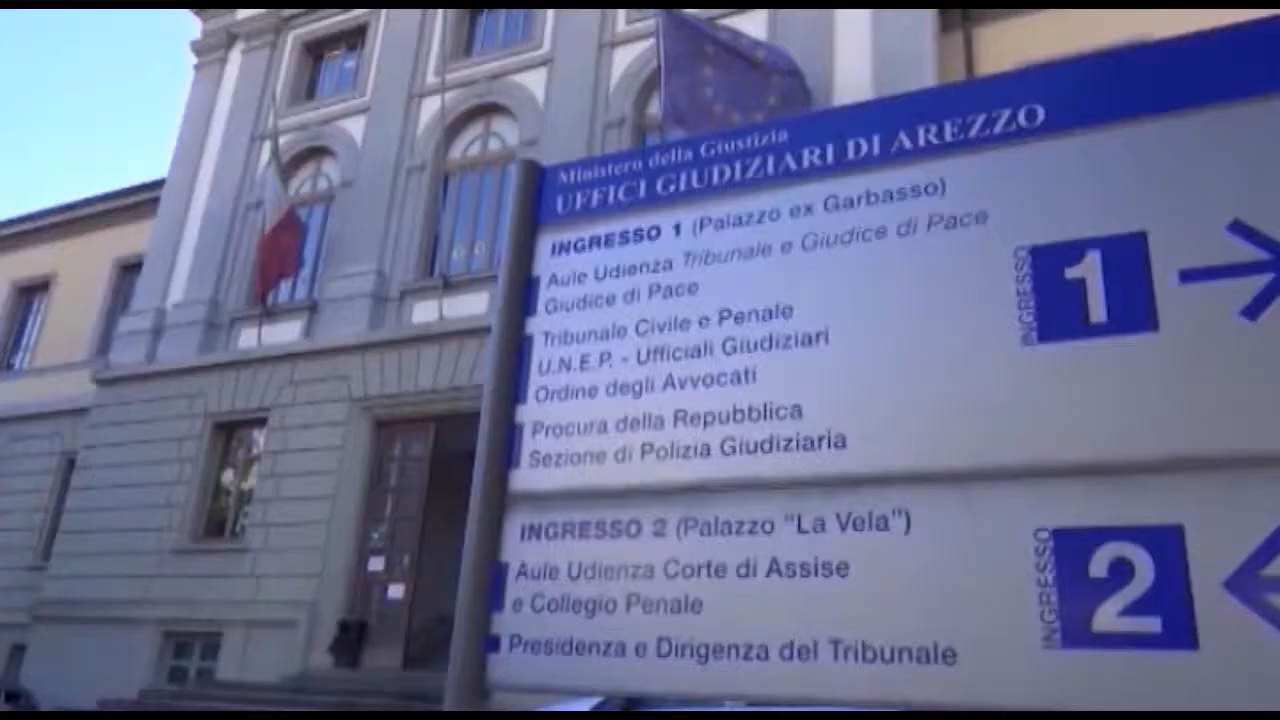 Ministero della Giustizia
UFFICI GIUDIZIARI DI AREZZO
INGRESSO 1 (Palazzo ex Garbasso)
Aule Udienza Tribunale e Giudice di Pace
Giudice di Pace
Tribunale Civile e Penale
U.N.E.P. - Ufficiali Giudiziari
Ordine degli Avvocati
Procura della Repubblica
Sezione di Polizia Giudiziaria
INGRESSO
1
INGRESSO 2 (Palazzo "La Vela")
Aule Udienza Corte di Assise
e Collegio Penale
Presidenza e Dirigenza del Tribunale
INGRESSO
2